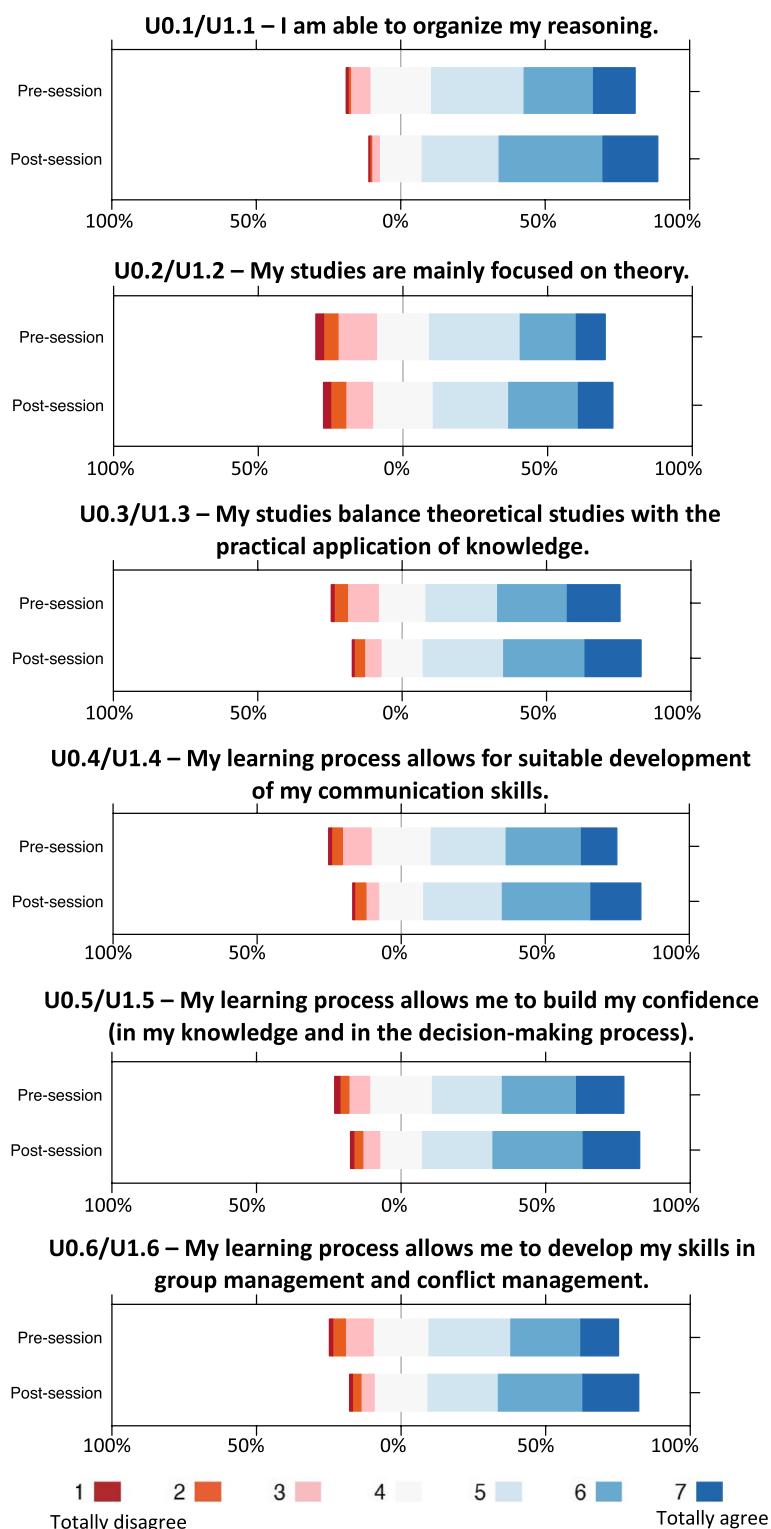 U0.1/U1.1 – I am able to organize my reasoning.
Pre-session
Post-session
100% 50% 0% 50% 100%
U0.2/U1.2 – My studies are mainly focused on theory.
Pre-session
Post-session
100% 50% 0% 50% 100%
U0.3/U1.3 – My studies balance theoretical studies with the
practical application of knowledge.
Pre-session
Post-session
100% 50% 0% 50% 100%
U0.4/U1.4 – My learning process allows for suitable development
of my communication skills.
Pre-session
Post-session
100% 50% 0% 50% 100%
U0.5/U1.5 – My learning process allows me to build my confidence
(in my knowledge and in the decision-making process).
Pre-session
Post-session
100% 50% 0% 50% 100%
U0.6/U1.6 – My learning process allows me to develop my skills in
group management and conflict management.
Pre-session
Post-session
100% 50% 0% 50% 100%
1 2 3 4 5 6 7
Totally disagree Totally agree